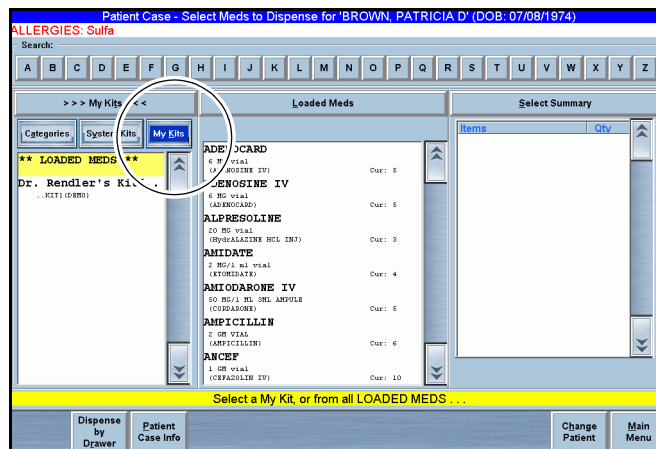 Patient Case - Select Meds to Dispense for 'BROWN, PATRICIA D' (DOB: 07/08/1974)
ALLERGIES: Sulfa
Search:
A B C D E F G H I J K L M N O P Q R S T U V W X Y Z
> > > My Kits < <
Loaded Meds
Select Summary
Categories System Kits My Kits
Items Qty
** LOADED MEDS **
Dr. Rendler's Kit
..KIT1(DEMO)
ADENOCARD
6 MG vial
(ADENOSINE IV) Cur: 5
ADENOSINE IV
6 MG vial
(ADENOCARD) Cur: 5
ALPRESOLINE
20 MG vial
(HydrALAZINE HCL INJ) Cur: 3
AMIDATE
2 MG/1 ml vial
(ETOMIDATE) Cur: 4
AMIODARONE IV
50 MG/1 ML 3ML AMPULE
(CORDARONE) Cur: 5
AMPICILLIN
2 GM VIAL
(AMPICILLIN) Cur: 6
ANCEF
1 GM vial
(CEFAZOLIN IV) Cur: 10
Select a My Kit, or from all LOADED MEDS . . .
Dispense by Drawer
Patient Case Info
Change Patient
Main Menu